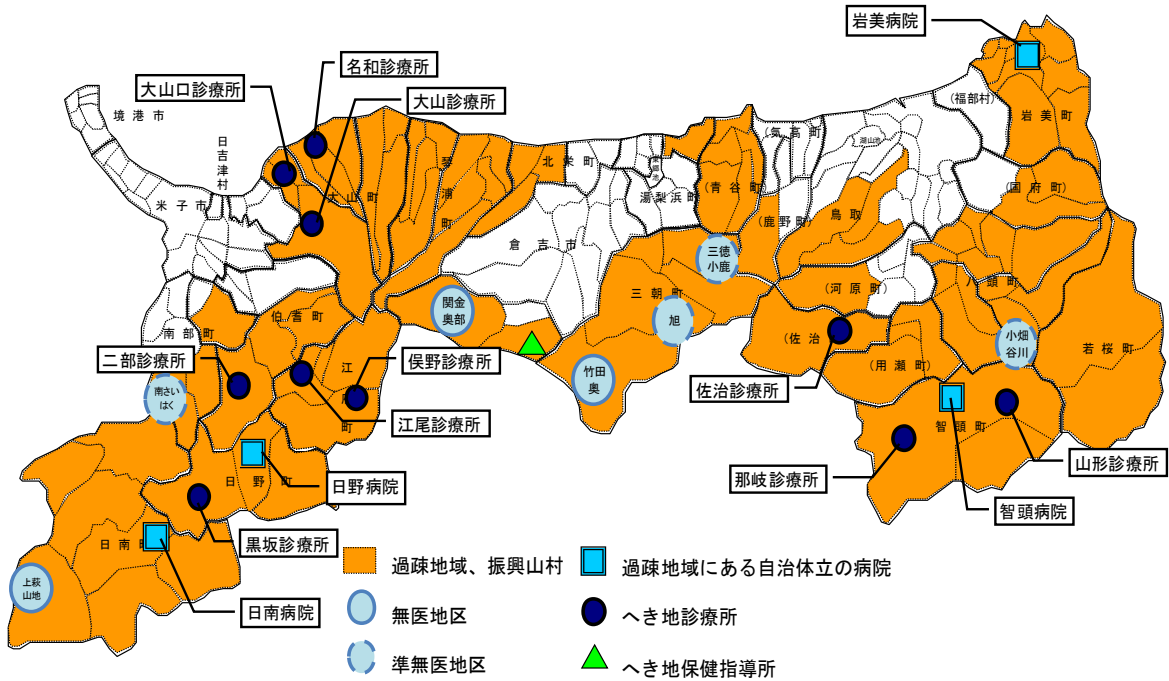 岩美病院
名和診療所
大山口診療所
大山診療所
境港市
日吉津村
米子市
大山町
琴浦町
北栄町
湯梨浜町
(青谷町)
(気高町)
湖山池
(福部村)
岩美町
(国府町)
(鹿野町)
鳥取
倉吉市
三徳
小鹿
三朝町
(河原町)
八頭町
関金
奥部
旭
小畑
谷川
若桜町
南部町
伯耆町
(佐治)
(用瀬町)
二部診療所
俣野診療所
江府町
竹田
奥
佐治診療所
南さい
はく
江尾診療所
智頭町
山形診療所
那岐診療所
日野町
日野病院
智頭病院
黒坂診療所
日南町
上萩
山地
日南病院
過疎地域、振興山村
過疎地域にある自治体立の病院
無医地区
へき地診療所
準無医地区
へき地保健指導所